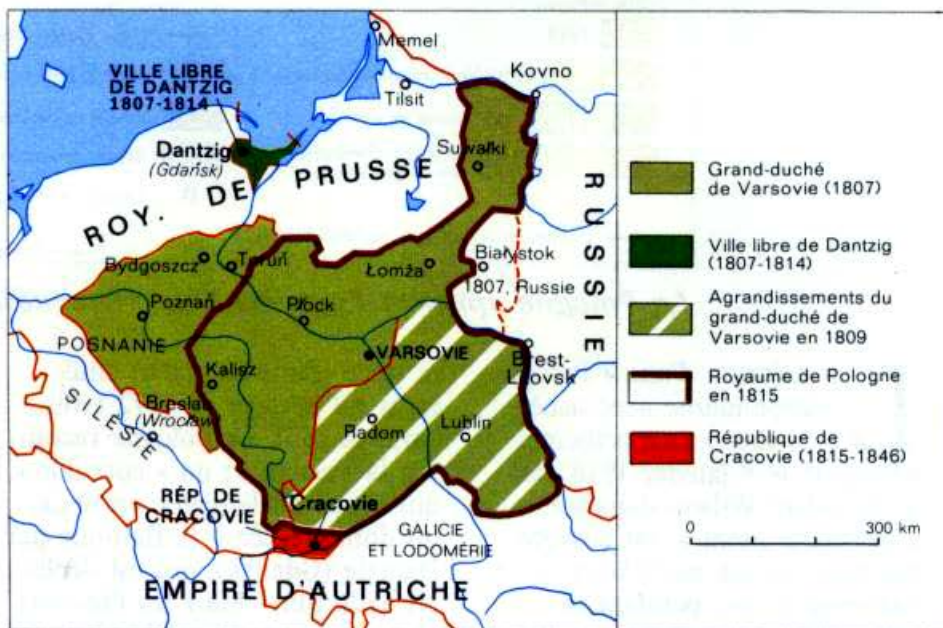 Memel
Kovno
VILLE LIBRE
DE DANTZIG
1807-1814
Tilsit
Dantzig
(Gdańsk)
Suwałki
ROY. DE PRUSSE
RUSSIE
Bydgoszcz
Toruń
Łomża
Białystok
1807, Russie
Poznań
Płock
POSNANIE
VARSOVIE
Brest-
Litovsk
Kalisz
SILÉSIE
Breslau
(Wrocław)
Radom
Lublin
RÉP. DE
CRACOVIE
Cracovie
GALICIE
ET LODOMÉRIE
EMPIRE D'AUTRICHE
Grand-duché
de Varsovie (1807)
Ville libre de Dantzig
(1807-1814)
Agrandissements du
grand-duché de
Varsovie en 1809
Royaume de Pologne
en 1815
République de
Cracovie (1815-1846)
0 300 km